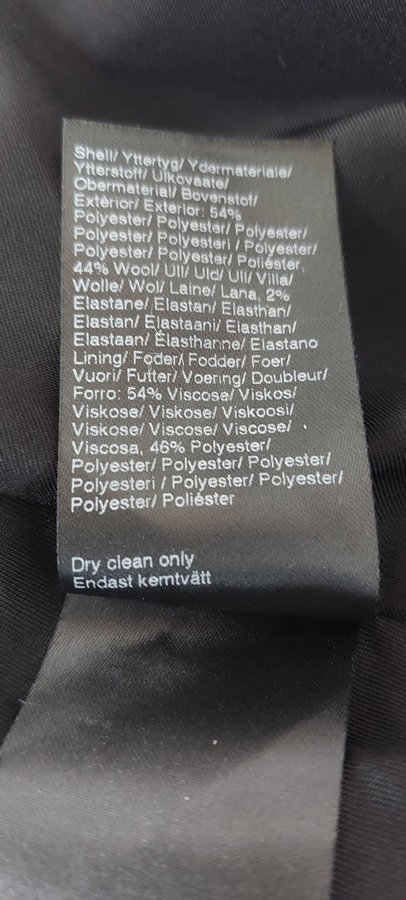 Shell/ Yttertyg/ Ydermateriale/
Ytterstoff/ Ulkovaate/
Obermaterial/ Bovenstof/
Extérior/ Exterior: 54%
Polyester/ Polyester/ Polyester/
Polyester/ Polyesteri / Polyester/
Polyester/ Polyester/ Poliéster,
44% Wool/ Ull/ Uld/ Ull/ Villa/
Wolle/ Wol/ Laine/ Lana, 2%
Elastane/ Elastan/ Elasthan/
Elastan/ Elastaani/ Elasthan/
Elastaan/ Élasthanne/ Elastano
Lining/ Foder/ Fodder/ Foer/
Vuori/ Futter/ Voering/ Doubleur/
Forro: 54% Viscose/ Viskos/
Viskose/ Viskose/ Viskoosi/
Viskose/ Viscose/ Viscose/
Viscosa, 46% Polyester/
Polyester/ Polyester/ Polyester/
Polyesteri / Polyester/ Polyester/
Polyester/ Poliéster
Dry clean only
Endast kemtvätt